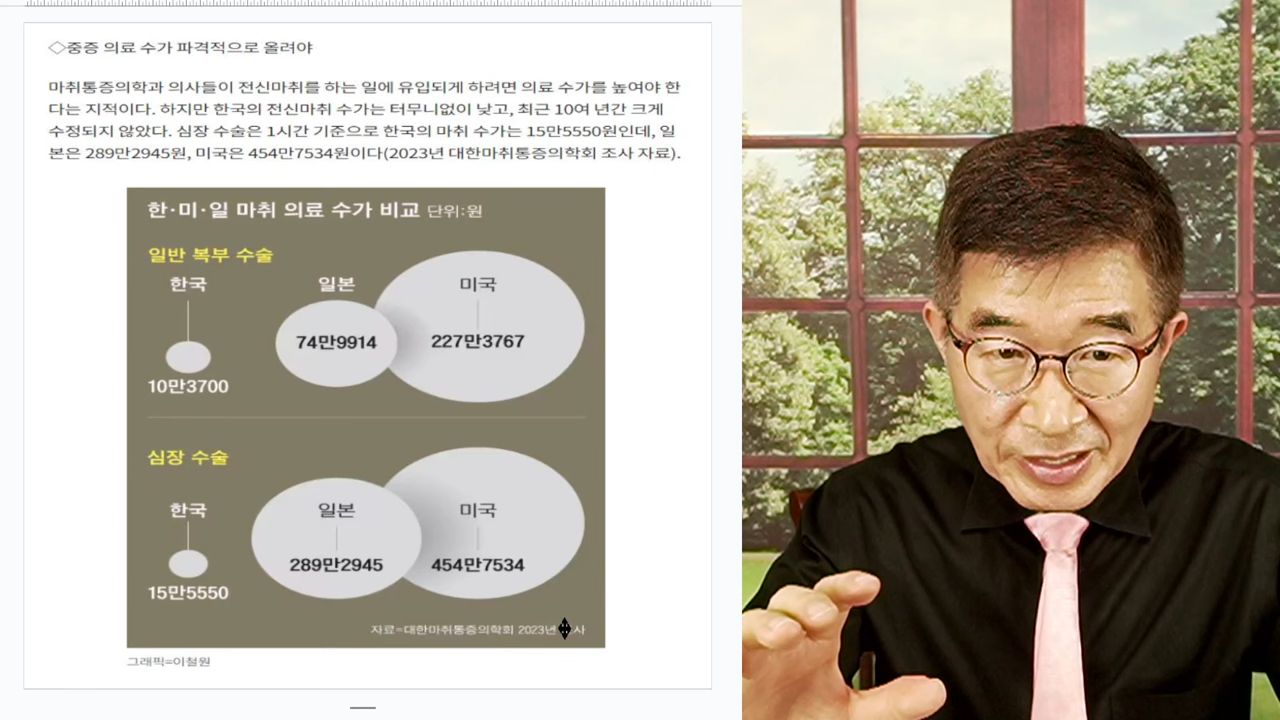 ◇중증 의료 수가 파격적으로 올려야
마취통증의학과 의사들이 전신마취를 하는 일에 유입되게 하려면 의료 수가를 높여야 한
다는 지적이다. 하지만 한국의 전신마취 수가는 터무니없이 낮고, 최근 10여 년간 크게
수정되지 않았다. 심장 수술은 1시간 기준으로 한국의 마취 수가는 15만5550원인데, 일
본은 289만2945원, 미국은 454만7534원이다(2023년 대한마취통증의학회 조사 자료).
한·미·일 마취 의료 수가 비교 단위:원
일반 복부 수술
한국 일본 미국
74만9914 227만3767
10만3700
심장 수술
한국 일본 미국
289만2945 454만7534
15만5550
자료=대한마취통증의학회 2023년 사
그래픽=이철원